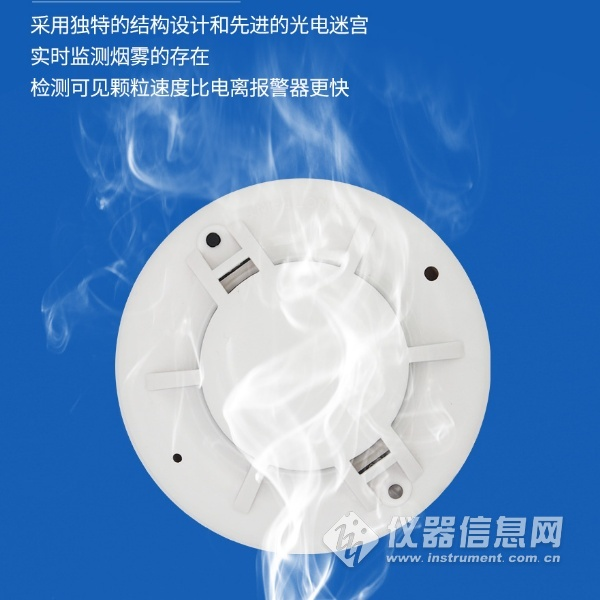 采用独特的结构设计和先进的光电迷宫
实时监测烟雾的存在
检测可见颗粒速度比电离报警器更快
仪器信息网
www.instrument.com.cn